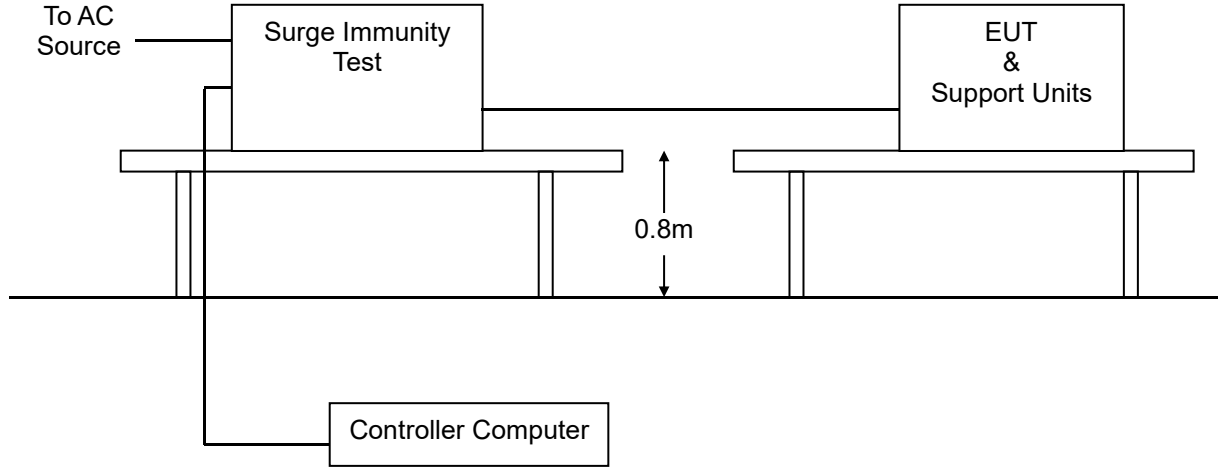 To AC
Source
Surge Immunity
Test
EUT
&
Support Units
0.8m
Controller Computer